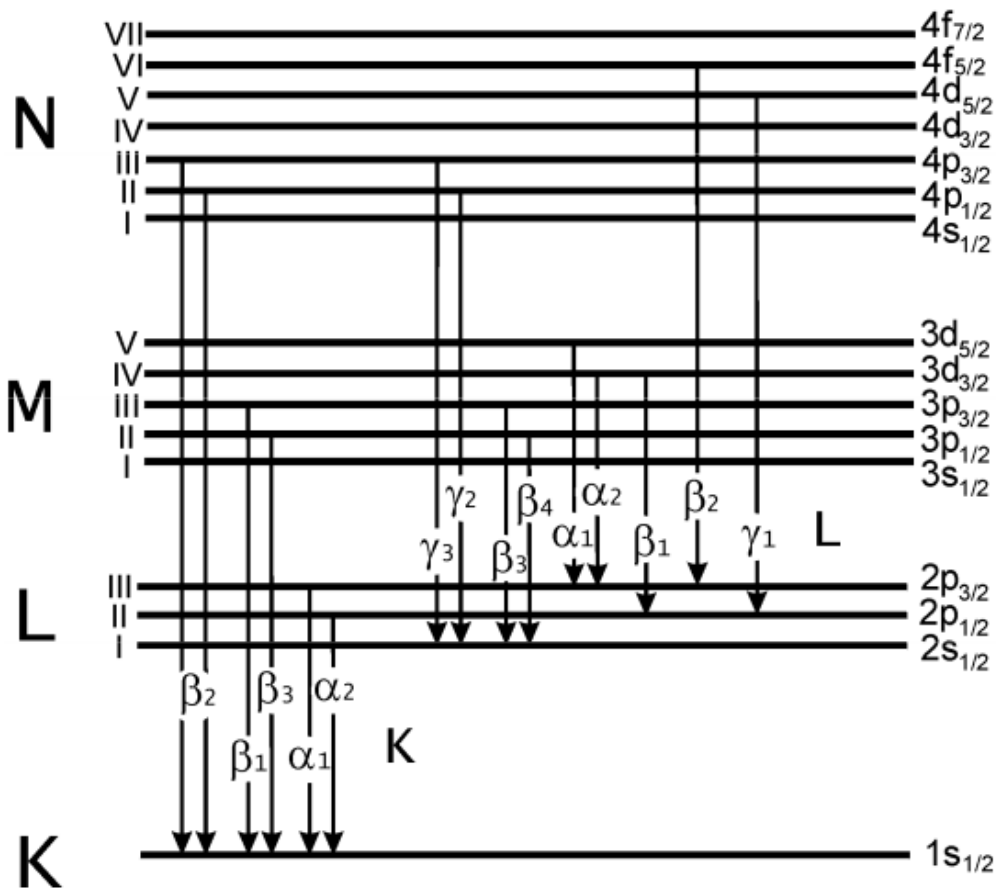 VII 4f7/2
VI 4f5/2
N V 4d5/2
IV 4d3/2
III 4p3/2
II 4p1/2
I 4s1/2
V 3d5/2
M IV 3d3/2
III 3p3/2
II 3p1/2
I 3s1/2
γ2 β4 α2 β2
γ3 β3 α1 β1 γ1 L
III 2p3/2
L II 2p1/2
I 2s1/2
β2 β3 α2
β1 α1 K
K 1s1/2